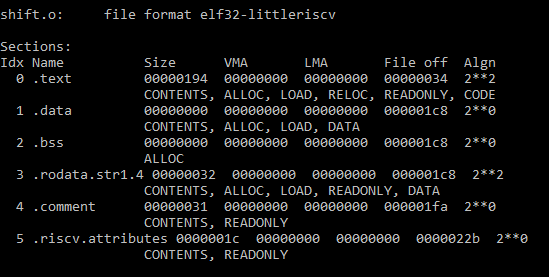 shift.o:     file format elf32-littleriscv
Sections:
Idx Name          Size      VMA       LMA       File off  Algn
  0 .text         00000194  00000000  00000000  00000034  2**2
                  CONTENTS, ALLOC, LOAD, RELOC, READONLY, CODE
  1 .data         00000000  00000000  00000000  000001c8  2**0
                  CONTENTS, ALLOC, LOAD, DATA
  2 .bss          00000000  00000000  00000000  000001c8  2**0
                  ALLOC
  3 .rodata.str1.4 00000032  00000000  00000000  000001c8  2**2
                  CONTENTS, ALLOC, LOAD, READONLY, DATA
  4 .comment      00000031  00000000  00000000  000001fa  2**0
                  CONTENTS, READONLY
  5 .riscv.attributes 0000001c  00000000  00000000  0000022b  2**0
                  CONTENTS, READONLY